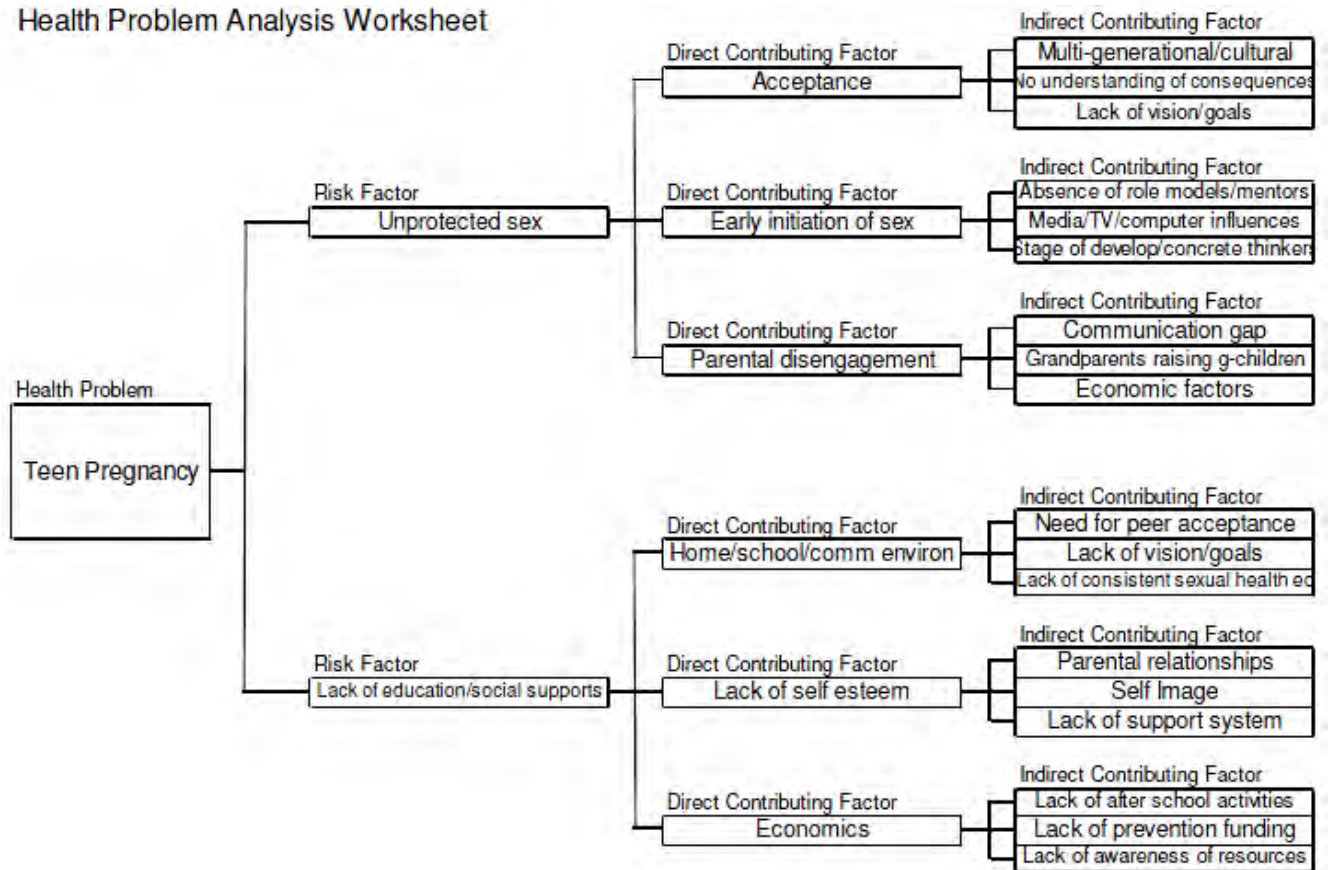 Health Problem Analysis Worksheet
Health Problem
Teen Pregnancy
Risk Factor
Unprotected sex
Direct Contributing Factor
Acceptance
Indirect Contributing Factor
Multi-generational/cultural
No understanding of consequences
Lack of vision/goals
Direct Contributing Factor
Early initiation of sex
Indirect Contributing Factor
Absence of role models/mentors
Media/TV/computer influences
Stage of develop/concrete thinkers
Direct Contributing Factor
Parental disengagement
Indirect Contributing Factor
Communication gap
Grandparents raising g-children
Economic factors
Risk Factor
Lack of education/social supports
Direct Contributing Factor
Home/school/comm environ
Indirect Contributing Factor
Need for peer acceptance
Lack of vision/goals
Lack of consistent sexual health ed
Direct Contributing Factor
Lack of self esteem
Indirect Contributing Factor
Parental relationships
Self Image
Lack of support system
Direct Contributing Factor
Economics
Indirect Contributing Factor
Lack of after school activities
Lack of prevention funding
Lack of awareness of resources